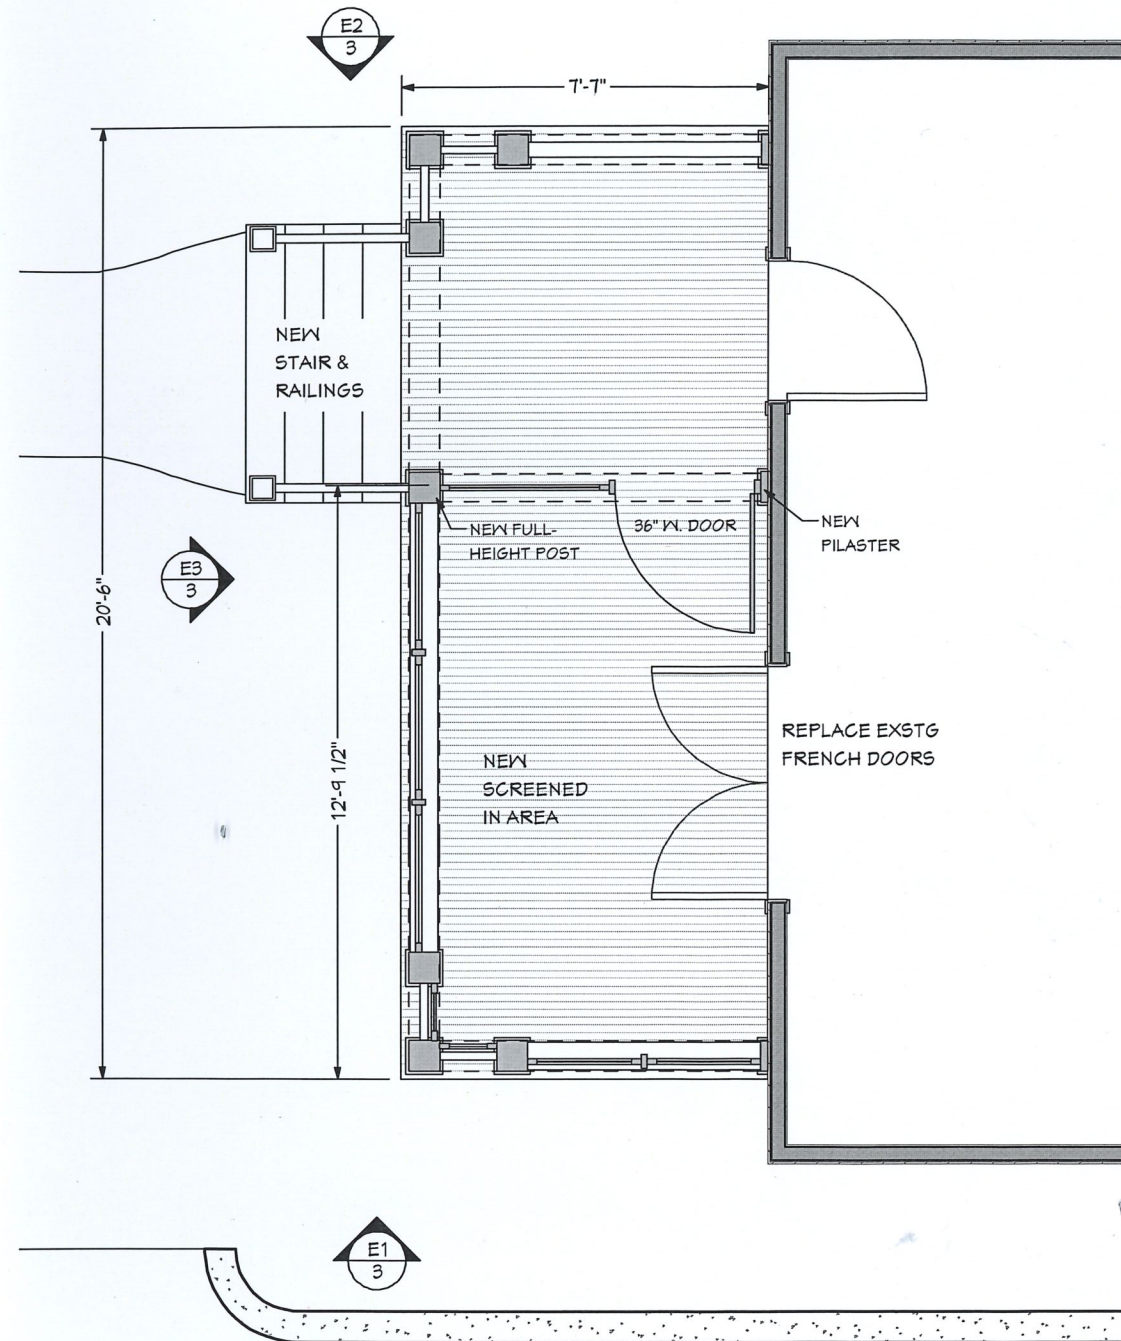 E2
3
7'-7"
NEW
STAIR &
RAILINGS
NEW FULL-
HEIGHT POST
36" W. DOOR
NEW
PILASTER
E3
3
20'-6"
12'-9 1/2"
NEW
SCREENED
IN AREA
REPLACE EXSTG
FRENCH DOORS
E1
3